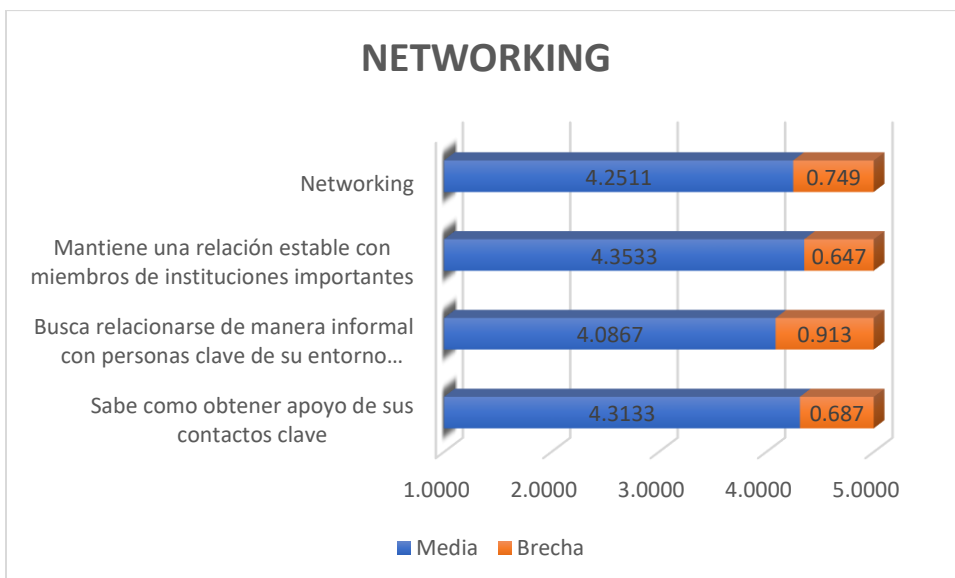 NETWORKING
Networking
4.2511 0.749
Mantiene una relación estable con
miembros de instituciones importantes
4.3533 0.647
Busca relacionarse de manera informal
con personas clave de su entorno...
4.0867 0.913
Sabe como obtener apoyo de sus
contactos clave
4.3133 0.687
1.0000 2.0000 3.0000 4.0000 5.0000
Media Brecha